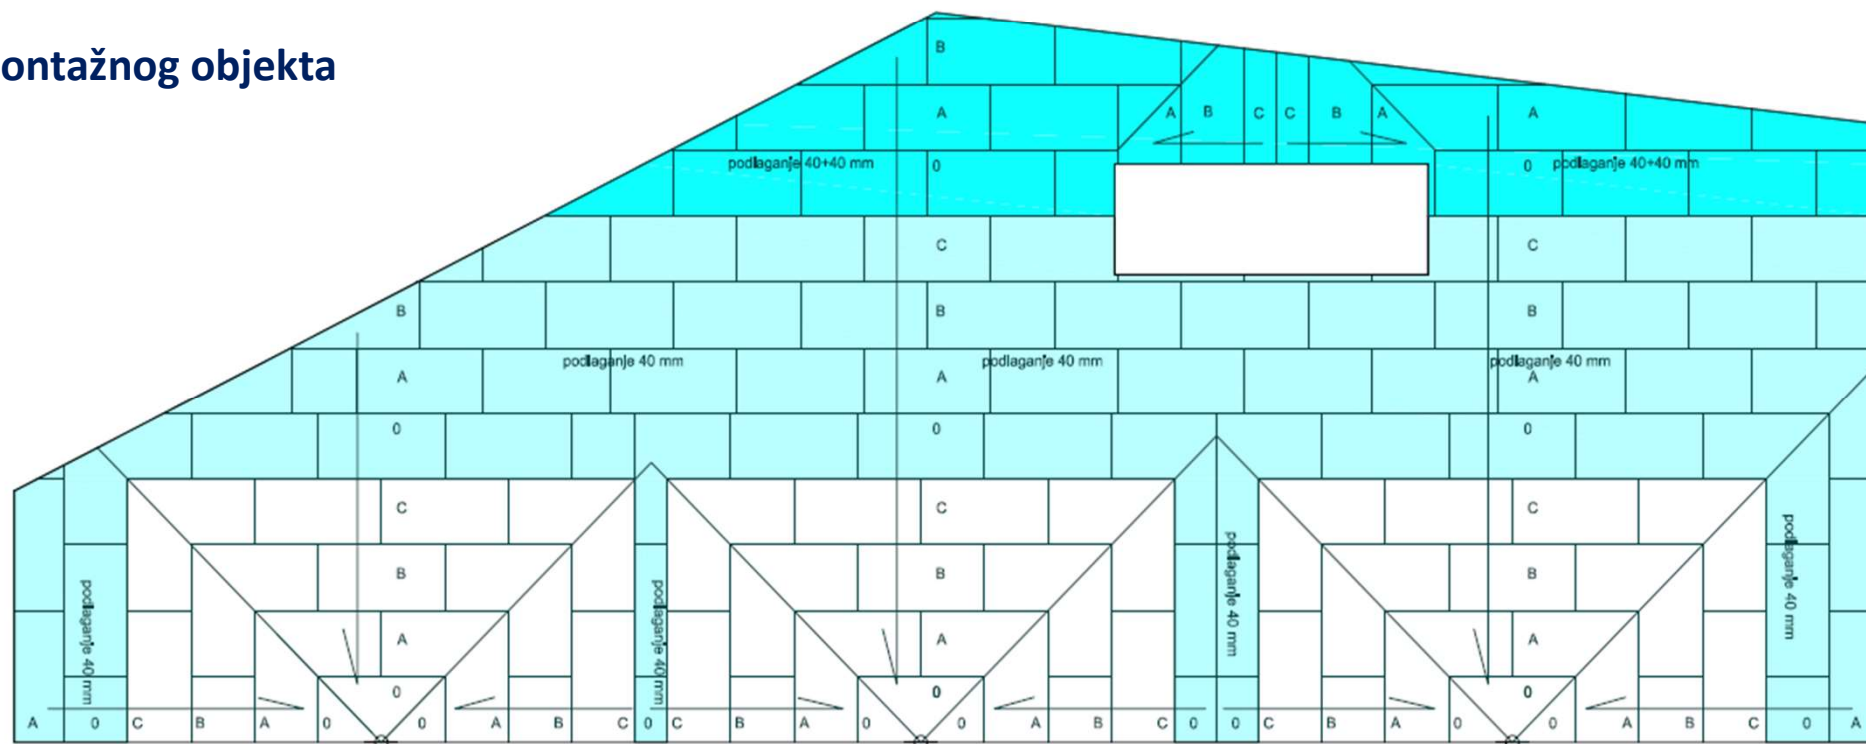 ontažnog objekta
B
A B C C B A
A A
podlaganje 40+40 mm 0 0 podlaganje 40+40 mm
C C
B B B
podlaganje 40 mm podlaganje 40 mm podlaganje 40 mm
A A A
0 0 0
C C C
B B B
podlaganje 40 mm podlaganje 40 mm podlaganje 40 mm podlaganje 40 mm
A A A
0 0 0
A 0 C B A 0 0 A B C 0 C B A 0 0 A B C 0 0 C B A 0 0 A B C 0 A